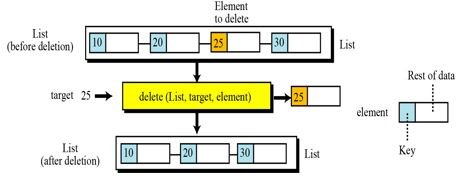 Element
to delete
List
(before deletion)
10 20 25 30
List
target 25
delete (List, target, element)
25
Rest of data
element
Key
List
(after deletion)
10 20 30
List